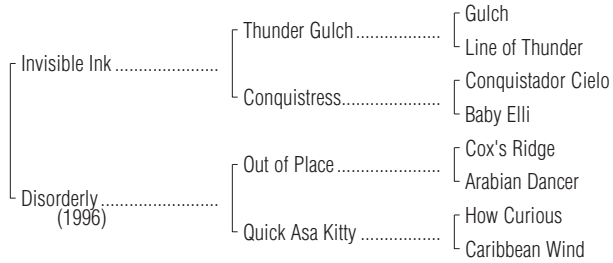 Gulch
Thunder Gulch....................
Line of Thunder
Invisible Ink .......................
Conquistador Cielo
Conquistress.......................
Baby Elli
Cox's Ridge
Out of Place .......................
Arabian Dancer
Disorderly..........................
(1996)
How Curious
Quick Asa Kitty ..................
Caribbean Wind